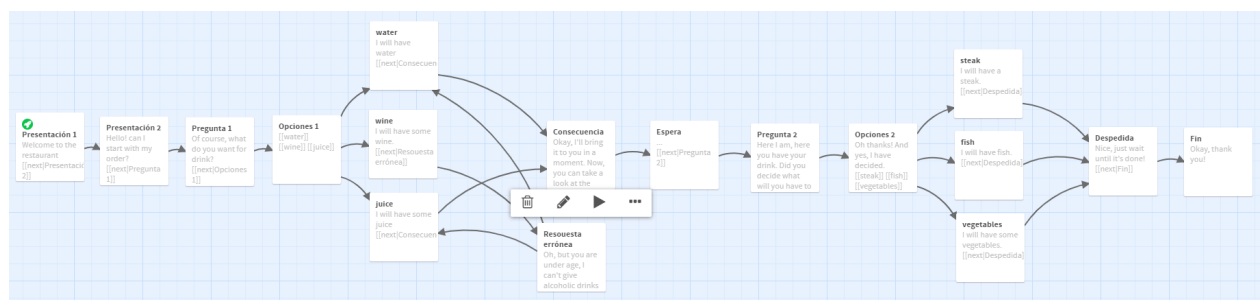 Presentación 1
Welcome to the
restaurant
[[next|Presentació
2]]
Presentación 2
Hello! can I
start with my
order?
[[next|Pregunta
1]]
Pregunta 1
Of course, what
do you want for
drink?
[[next|Opciones
1]]
Opciones 1
[[water]]
[[wine]] [[juice]]
water
I will have
water
[[next|Consecuen
wine
I will have some
wine.
[[next|Resouesta
errónea]]
juice
I will have some
juice
[[next|Consecuen
Consecuencia
Okay, I'll bring
it to you in a
moment. Now,
you can take a
look at the
Resouesta
errónea
Oh, but you are
under age, I
can't give
alcoholic drinks
Espera
...
[[next|Pregunta
2]]
Pregunta 2
Here I am, here
you have your
drink. Did you
decide what
will you have to
Opciones 2
Oh thanks! And
yes, I have
decided.
[[steak]] [[fish]]
[[vegetables]]
steak
I will have a
steak.
[[next|Despedida]
fish
I will have fish.
[[next|Despedida]
vegetables
I will have some
vegetables.
[[next|Despedida]
Despedida
Nice, just wait
until it's done!
[[next|Fin]]
Fin
Okay, thank
you!